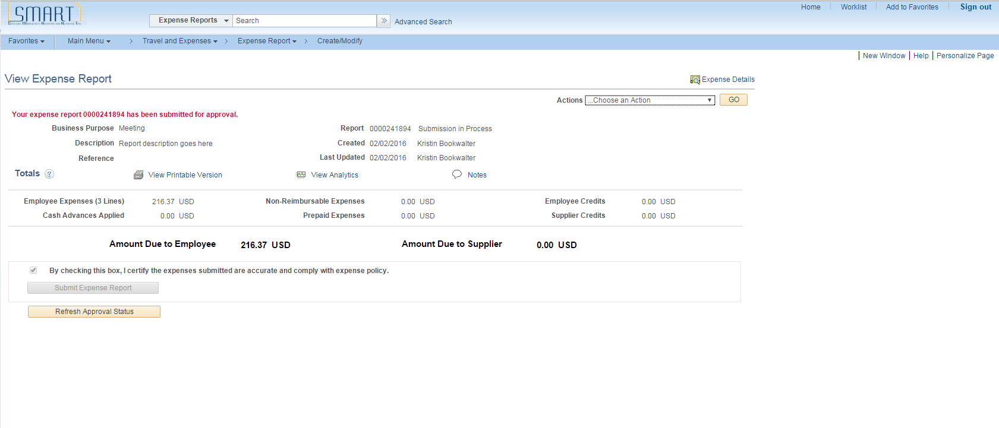 SMART
Statewide Management, Accounting and Reporting Tool
Expense Reports Search Advanced Search
Home Worklist Add to Favorites Sign out
Favorites Main Menu > Travel and Expenses > Expense Report > Create/Modify
New Window Help Personalize Page
View Expense Report
Expense Details
Actions ...Choose an Action GO
Your expense report 0000241894 has been submitted for approval.
Business Purpose Meeting Report 0000241894 Submission in Process
Description Report description goes here Created 02/02/2016 Kristin Bookwalter
Reference Last Updated 02/02/2016 Kristin Bookwalter
Totals ? View Printable Version View Analytics Notes
Employee Expenses (3 Lines) 216.37 USD Non-Reimbursable Expenses 0.00 USD Employee Credits 0.00 USD
Cash Advances Applied 0.00 USD Prepaid Expenses 0.00 USD Supplier Credits 0.00 USD
Amount Due to Employee 216.37 USD Amount Due to Supplier 0.00 USD
By checking this box, I certify the expenses submitted are accurate and comply with expense policy.
Submit Expense Report
Refresh Approval Status